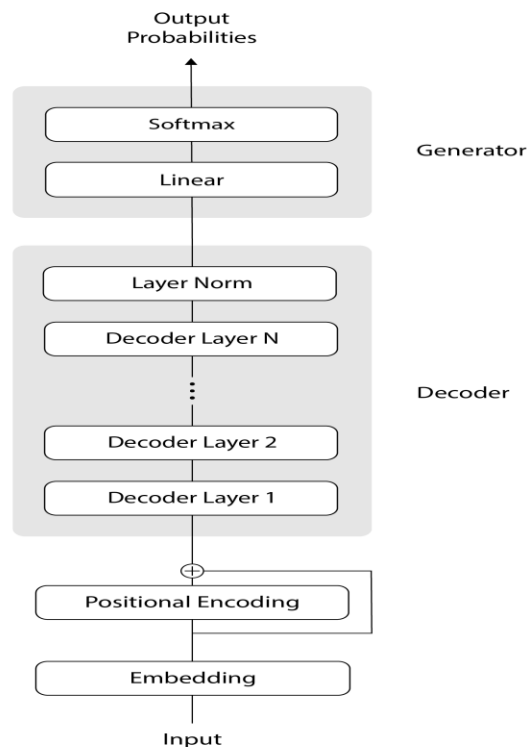 Output
Probabilities
Softmax
Generator
Linear
Layer Norm
Decoder Layer N
Decoder
Decoder Layer 2
Decoder Layer 1
Positional Encoding
Embedding
Input